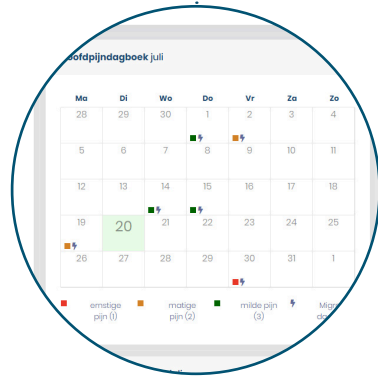 oofdpijndagboek juli
Ma Di Wo Do Vr Za Zo
28 29 30 1 2 3 4
5 6 7 8 9 10 11
12 13 14 15 16 17 18
19 20 21 22 23 24 25
26 27 28 29 30 31 1
ernstige matige milde pijn Migr
pijn (1) pijn (2) (3) da